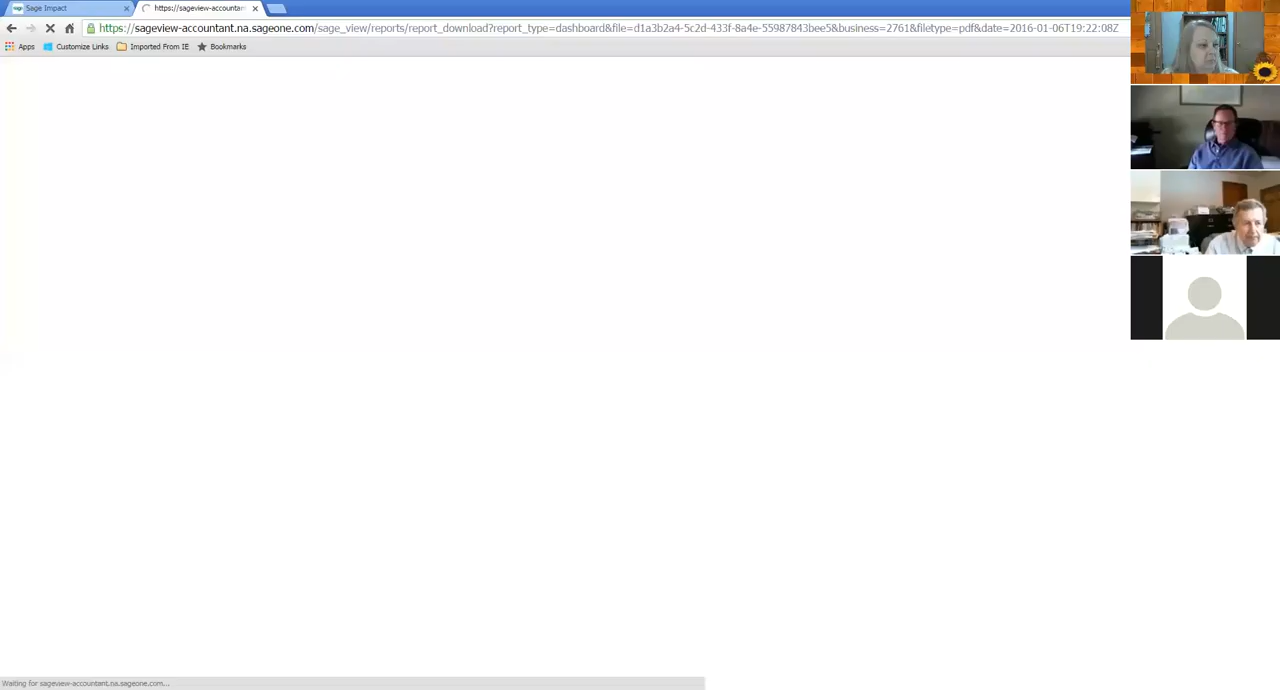 sage Sage Impact
https://sageview-accountan
https://sageview-accountant.na.sageone.com/sage_view/reports/report_download?report_type=dashboard&file=d1a3b2a4-5c2d-433f-8a4e-55987843bee5&business=2761&filetype=pdf&date=2016-01-06T19:22:08Z
Apps Customize Links Imported From IE Bookmarks
Waiting for sageview-accountant.na.sageone.com...